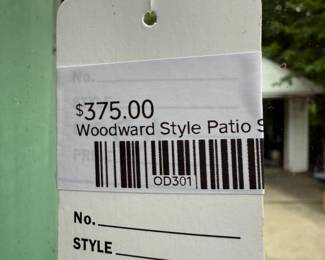 No.
$375.00
Woodward Style Patio S
OD301
No.
STYLE